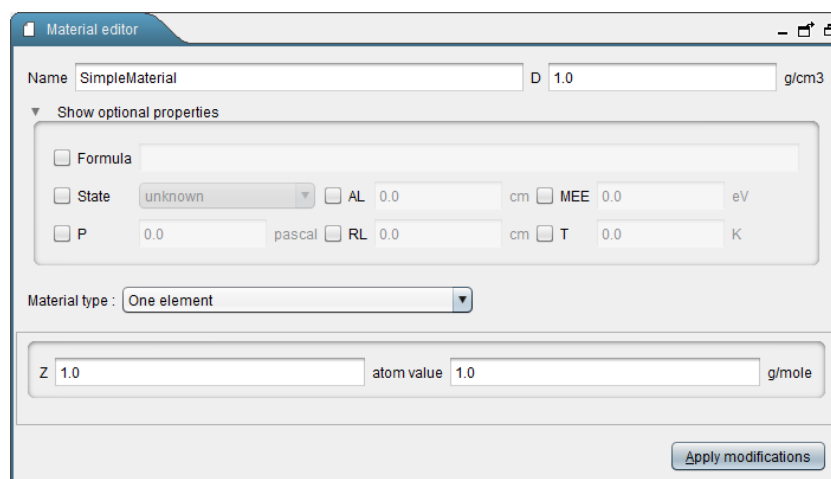 Material editor
Name SimpleMaterial D 1.0 g/cm3
Show optional properties
Formula
State unknown AL 0.0 cm MEE 0.0 eV
P 0.0 pascal RL 0.0 cm T 0.0 K
Material type : One element
Z 1.0 atom value 1.0 g/mole
Apply modifications